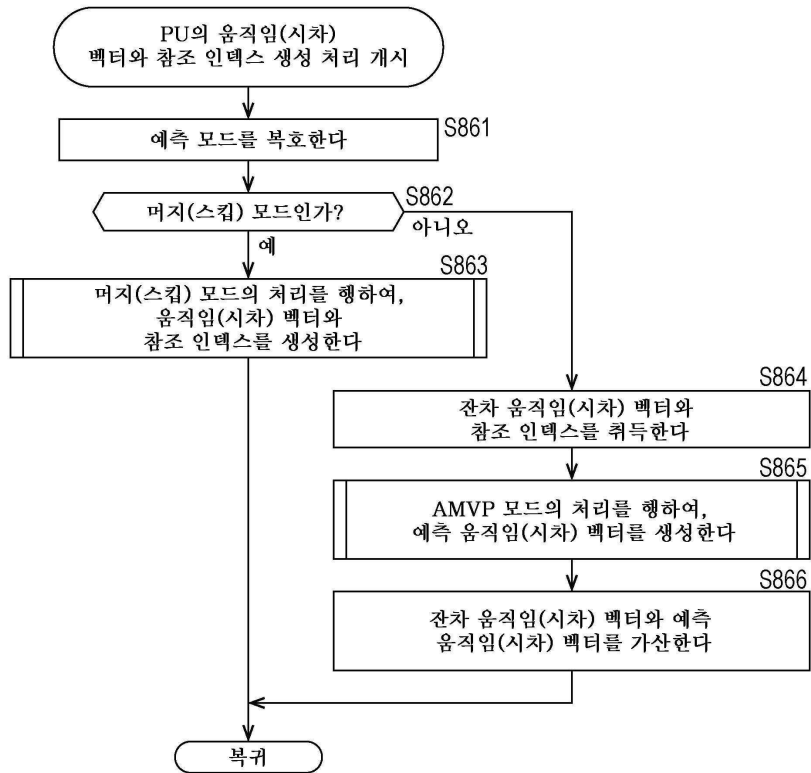 PU의 움직임(시차)
벡터와 참조 인덱스 생성 처리 개시
S861
예측 모드를 복호한다
S862
머지(스킵) 모드인가?
아니오
예
S863
머지(스킵) 모드의 처리를 행하여,
움직임(시차) 벡터와
참조 인덱스를 생성한다
S864
잔차 움직임(시차) 벡터와
참조 인덱스를 취득한다
S865
AMVP 모드의 처리를 행하여,
예측 움직임(시차) 벡터를 생성한다
S866
잔차 움직임(시차) 벡터와 예측
움직임(시차) 벡터를 가산한다
복귀